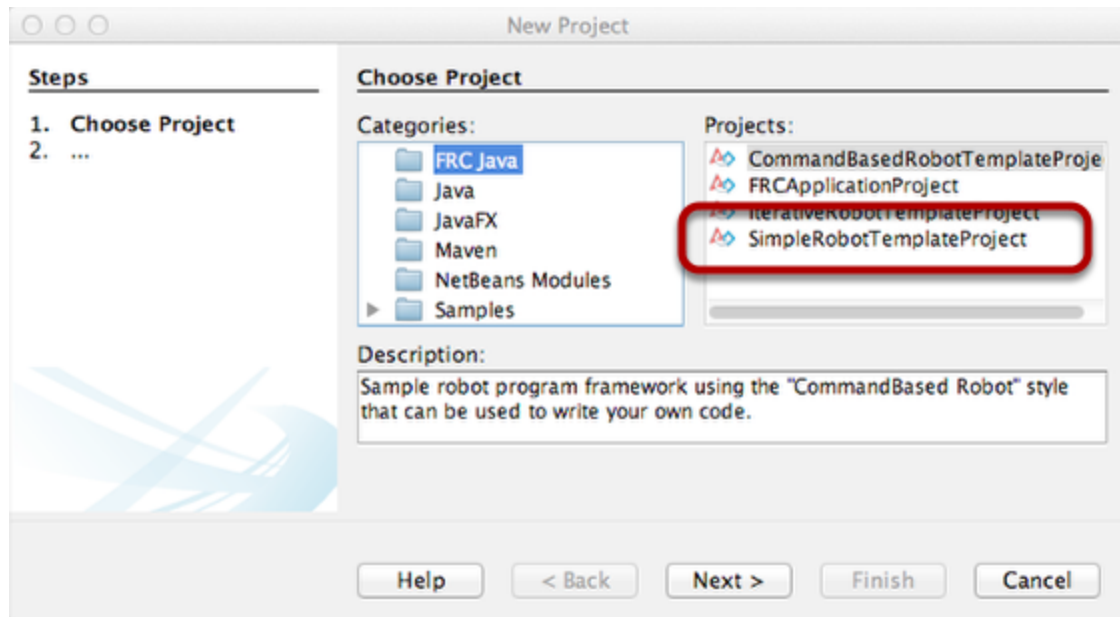 New Project
Steps
1. Choose Project
2. ...
Choose Project
Categories:
FRC Java
Java
JavaFX
Maven
NetBeans Modules
Samples
Projects:
CommandBasedRobotTemplateProje
FRCApplicationProject
IterativeRobotTemplateProject
SimpleRobotTemplateProject
Description:
Sample robot program framework using the "CommandBased Robot" style
that can be used to write your own code.
Help
< Back
Next >
Finish
Cancel